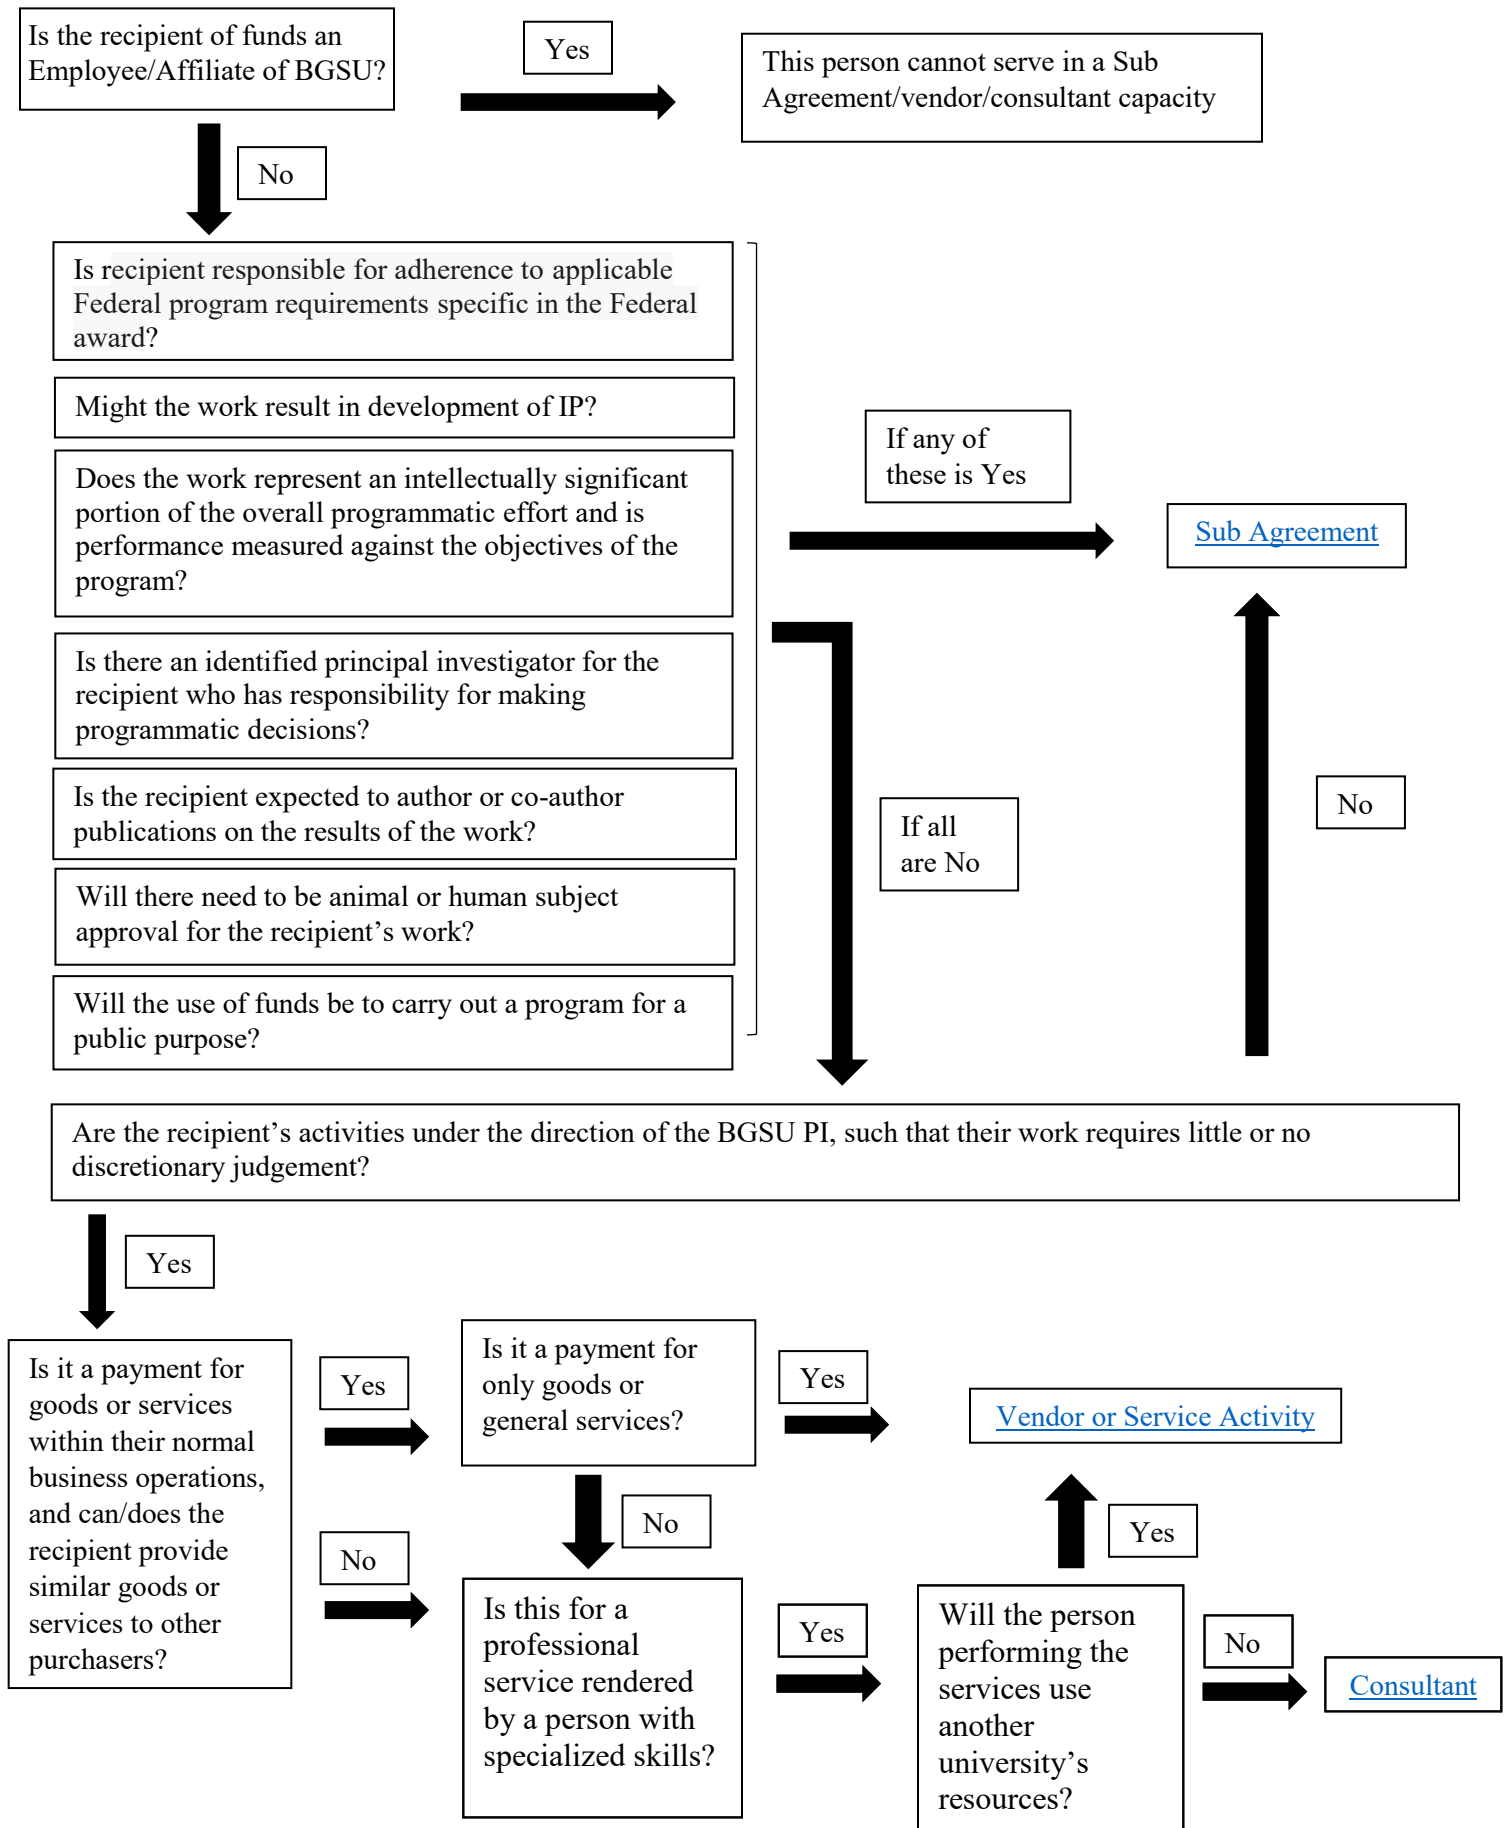 Is the recipient of funds an
Employee/Affiliate of BGSU?
Yes
This person cannot serve in a Sub
Agreement/vendor/consultant capacity
No
Is recipient responsible for adherence to applicable
Federal program requirements specific in the Federal
award?
Might the work result in development of IP?
Does the work represent an intellectually significant
portion of the overall programmatic effort and is
performance measured against the objectives of the
program?
Is there an identified principal investigator for the
recipient who has responsibility for making
programmatic decisions?
Is the recipient expected to author or co-author
publications on the results of the work?
Will there need to be animal or human subject
approval for the recipient’s work?
Will the use of funds be to carry out a program for a
public purpose?
If any of
these is Yes
Sub Agreement
If all
are No
No
Are the recipient’s activities under the direction of the BGSU PI, such that their work requires little or no
discretionary judgement?
Yes
Is it a payment for
goods or services
within their normal
business operations,
and can/does the
recipient provide
similar goods or
services to other
purchasers?
Yes
No
Is it a payment for
only goods or
general services?
Yes
Vendor or Service Activity
No
Yes
Is this for a
professional
service rendered
by a person with
specialized skills?
Yes
Will the person
performing the
services use
another
university’s
resources?
No
Consultant